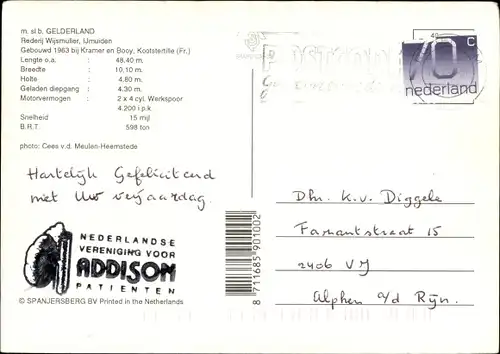 m. sl.b. GELDERLAND
Rederij Wijsmuller, IJmuiden
Gebouwd 1963 bij Kramer en Booy, Kootstertille (Fr.)
Lengte o.a. : 48.40 m.
Breedte : 10.10 m.
Holte : 4.80 m.
Geladen diepgang : 4.30 m.
Motorvermogen : 2 x 4 cyl. Werkspoor
4.200 i.p.k
Snelheid : 15 mijl
B.R.T. : 598 ton
photo: Cees v.d. Meulen-Heemstede
Hartelijk Gefeliciteerd
met Uw verjaardag.
NEDERLANDSE
VERENIGING VOOR
ADDISON
PATIENTEN
© SPANJERSBERG BV Printed in the Netherlands
8 711685 901002
70 c
nederland
Dhr. K.v. Diggele
15
2406 VJ
Alphen a/d Rijn.